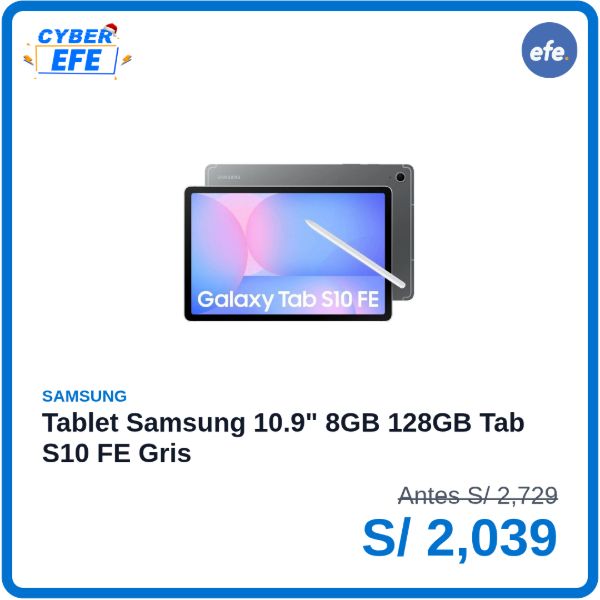 CYBER
EFE
efe.
SAMSUNG
Galaxy Tab S10 FE
SAMSUNG
Tablet Samsung 10.9" 8GB 128GB Tab
S10 FE Gris
Antes S/ 2,729
S/ 2,039